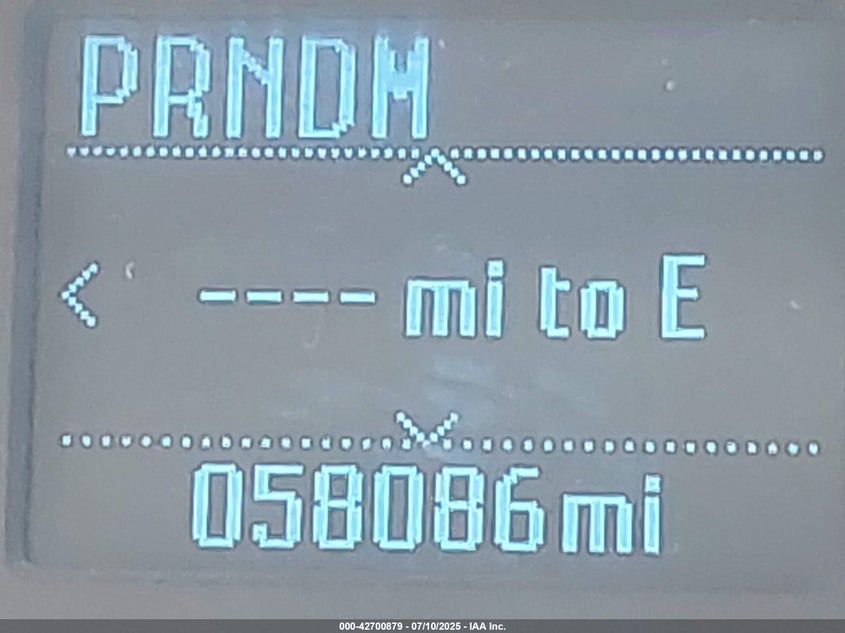 PRNDM
< ---- mi to E
058086mi
000-42700879 - 07/10/2025 - IAA Inc.